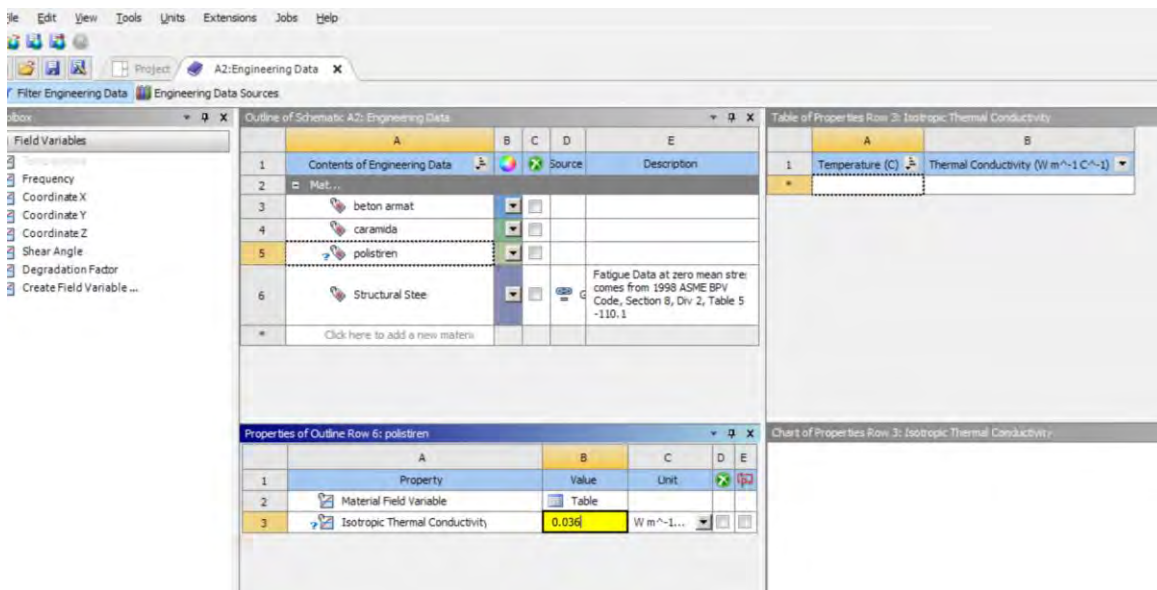 File Edit View Tools Units Extensions Jobs Help
Project A2:Engineering Data X
Filter Engineering Data Engineering Data Sources
Field Variables
Frequency
Coordinate X
Coordinate Y
Coordinate Z
Shear Angle
Degradation Factor
Create Field Variable ...
Outline of Schematic A2: Engineering Data
A B C D E
1 Contents of Engineering Data Source Description
2 Mat...
3 beton armat
4 caramida
5 ? polistiren
6 Structural Stee G Fatigue Data at zero mean stre
comes from 1998 ASME BPV
Code, Section 8, Div 2, Table 5
-110.1
* Click here to add a new materia
Properties of Outline Row 6: polistiren
A B C D E
1 Property Value Unit
2 Material Field Variable Table
3 ? Isotropic Thermal Conductivity 0.036 W m^-1...
Table of Properties Row 3: Isotropic Thermal Conductivity
A B
1 Temperature (C) Thermal Conductivity (W m^-1 C^-1)
*
Chart of Properties Row 3: Isotropic Thermal Conductivity